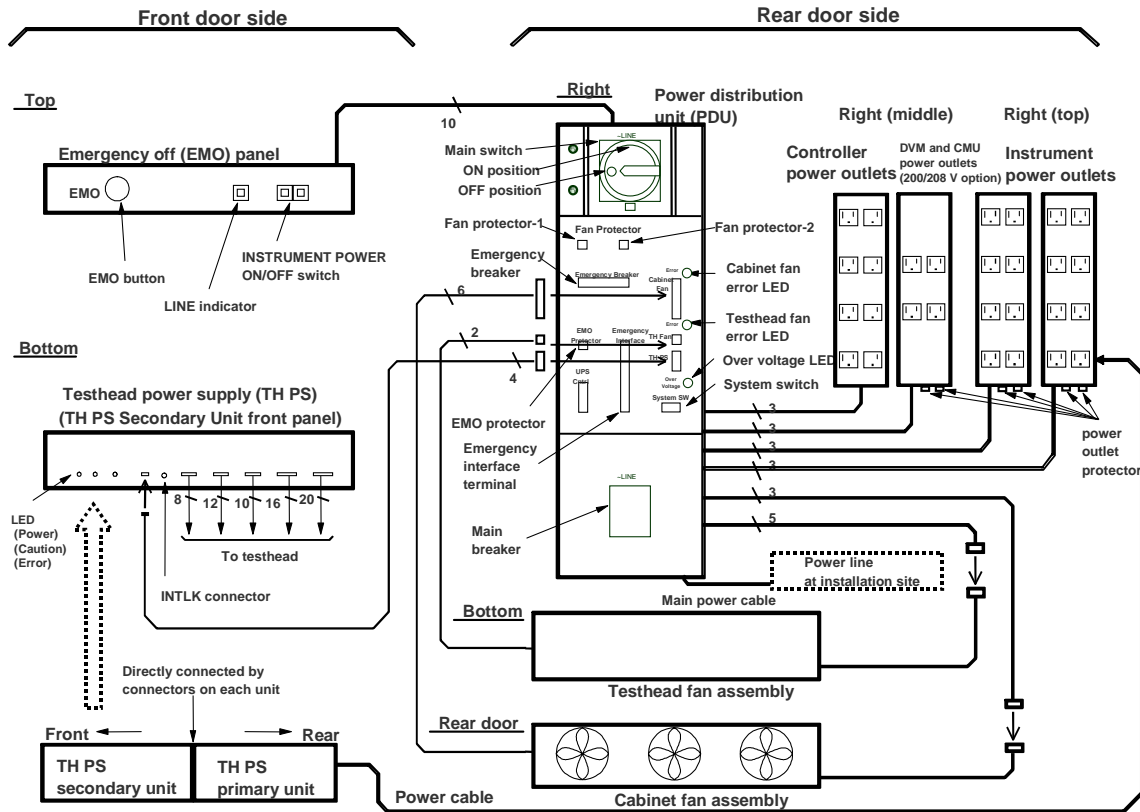 Front door side
Rear door side
Top
10
Emergency off (EMO) panel
EMO
EMO button
LINE indicator
INSTRUMENT POWER
ON/OFF switch
Bottom
Testhead power supply (TH PS)
(TH PS Secondary Unit front panel)
LED
(Power)
(Caution)
(Error)
8
12
10
16
20
To testhead
INTLK connector
Directly connected by
connectors on each unit
Front
Rear
TH PS
secondary unit
TH PS
primary unit
Power cable
Right
Power distribution
unit (PDU)
~LINE
Main switch
ON position
OFF position
Fan protector-1
Fan Protector
Fan protector-2
Emergency
breaker
Emergency Breaker
Error
Cabinet
Fan
Cabinet fan
error LED
6
2
4
EMO
Protector
Emergency
Interface
Error
TH Fan
TH PS
Testhead fan
error LED
UPS
Cntrl
Over
Voltage
Over voltage LED
System SW
System switch
EMO protector
Emergency
interface
terminal
~LINE
Main
breaker
3
3
3
3
3
5
Power line
at installation site
Main power cable
Bottom
Testhead fan assembly
Rear door
Cabinet fan assembly
Right (middle)
Right (top)
Controller
power outlets
DVM and CMU
power outlets
(200/208 V option)
Instrument
power outlets
power
outlet
protector